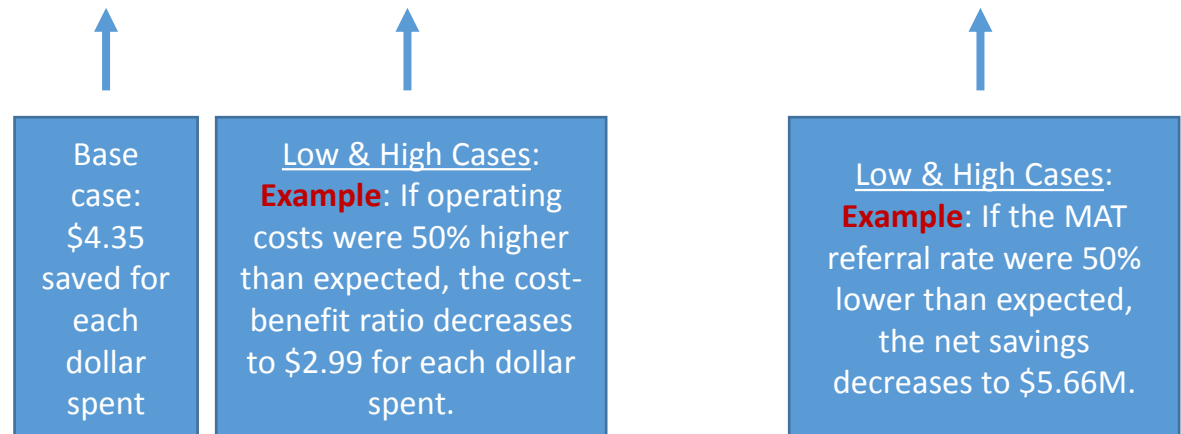 Base
case:
$4.35
saved for
each
dollar
spent
Low & High Cases:
Example: If operating
costs were 50% higher
than expected, the cost-
benefit ratio decreases
to $2.99 for each dollar
spent.
Low & High Cases:
Example: If the MAT
referral rate were 50%
lower than expected,
the net savings
decreases to $5.66M.